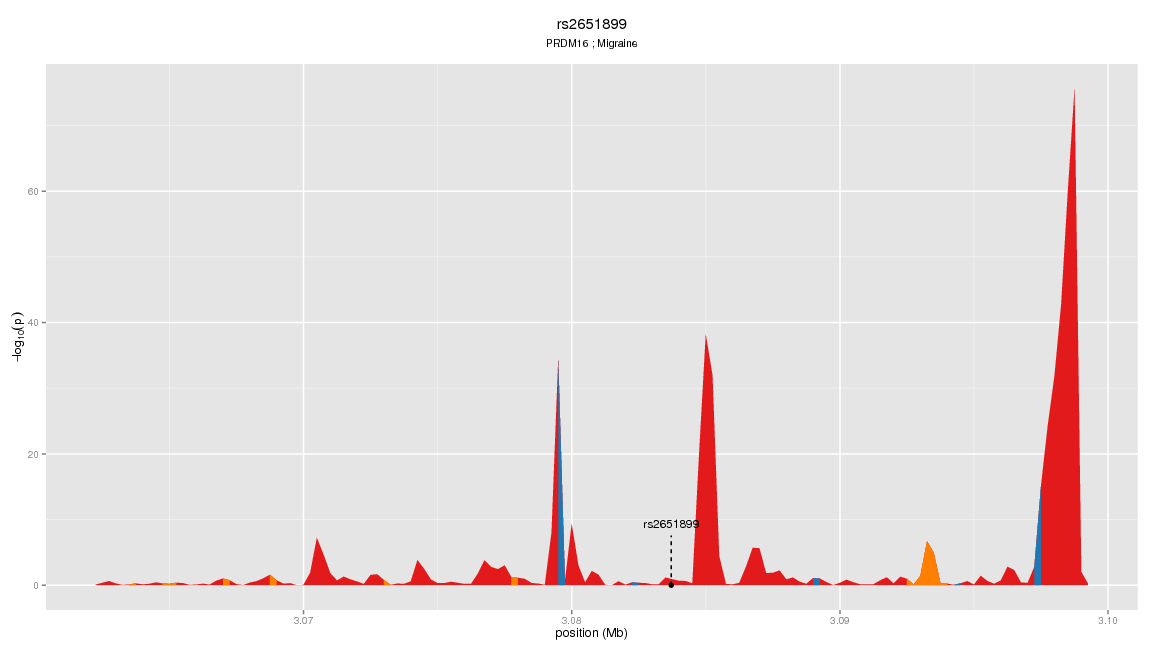 rs2651899
PRDM16 ; Migraine
−log10(p)
60
40
20
0
rs2651899
3.07
3.08
3.09
3.10
position (Mb)